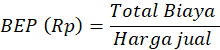 BEP (Rp) = Total Biaya / Harga jual